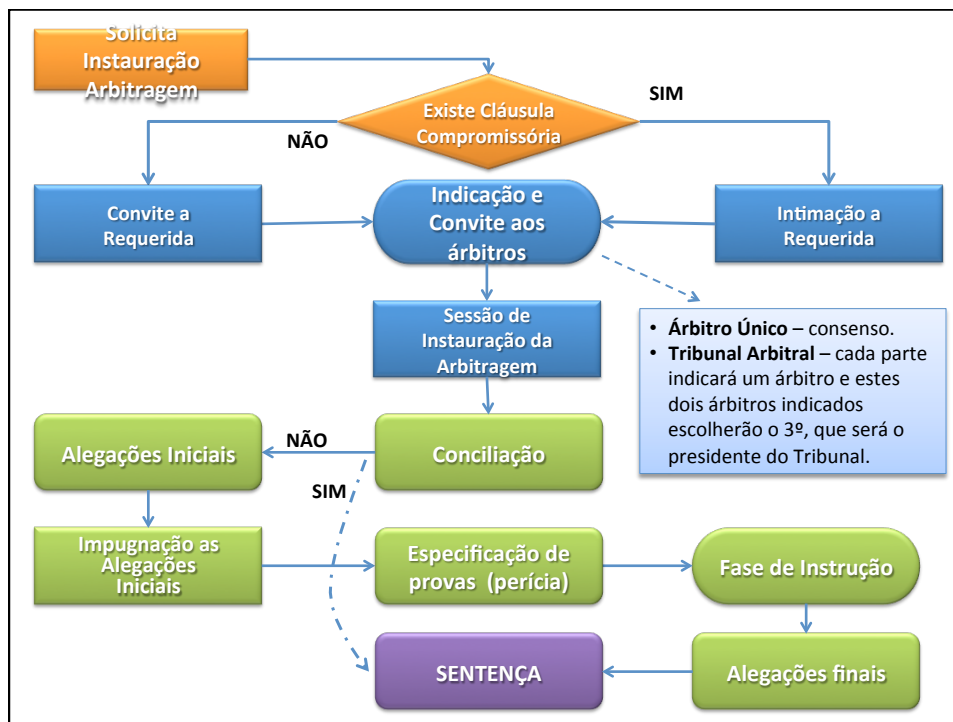 Solicita
Instauração
Arbitragem
Existe Cláusula
Compromissória
SIM
NÃO
Convite a
Requerida
Indicação e
Convite aos
árbitros
Intimação a
Requerida
Sessão de
Instauração da
Arbitragem
• Árbitro Único – consenso.
• Tribunal Arbitral – cada parte
indicará um árbitro e estes
dois árbitros indicados
escolherão o 3º, que será o
presidente do Tribunal.
Alegações Iniciais
NÃO
Conciliação
SIM
Impugnação as
Alegações
Iniciais
Especificação de
provas (perícia)
Fase de Instrução
SENTENÇA
Alegações finais